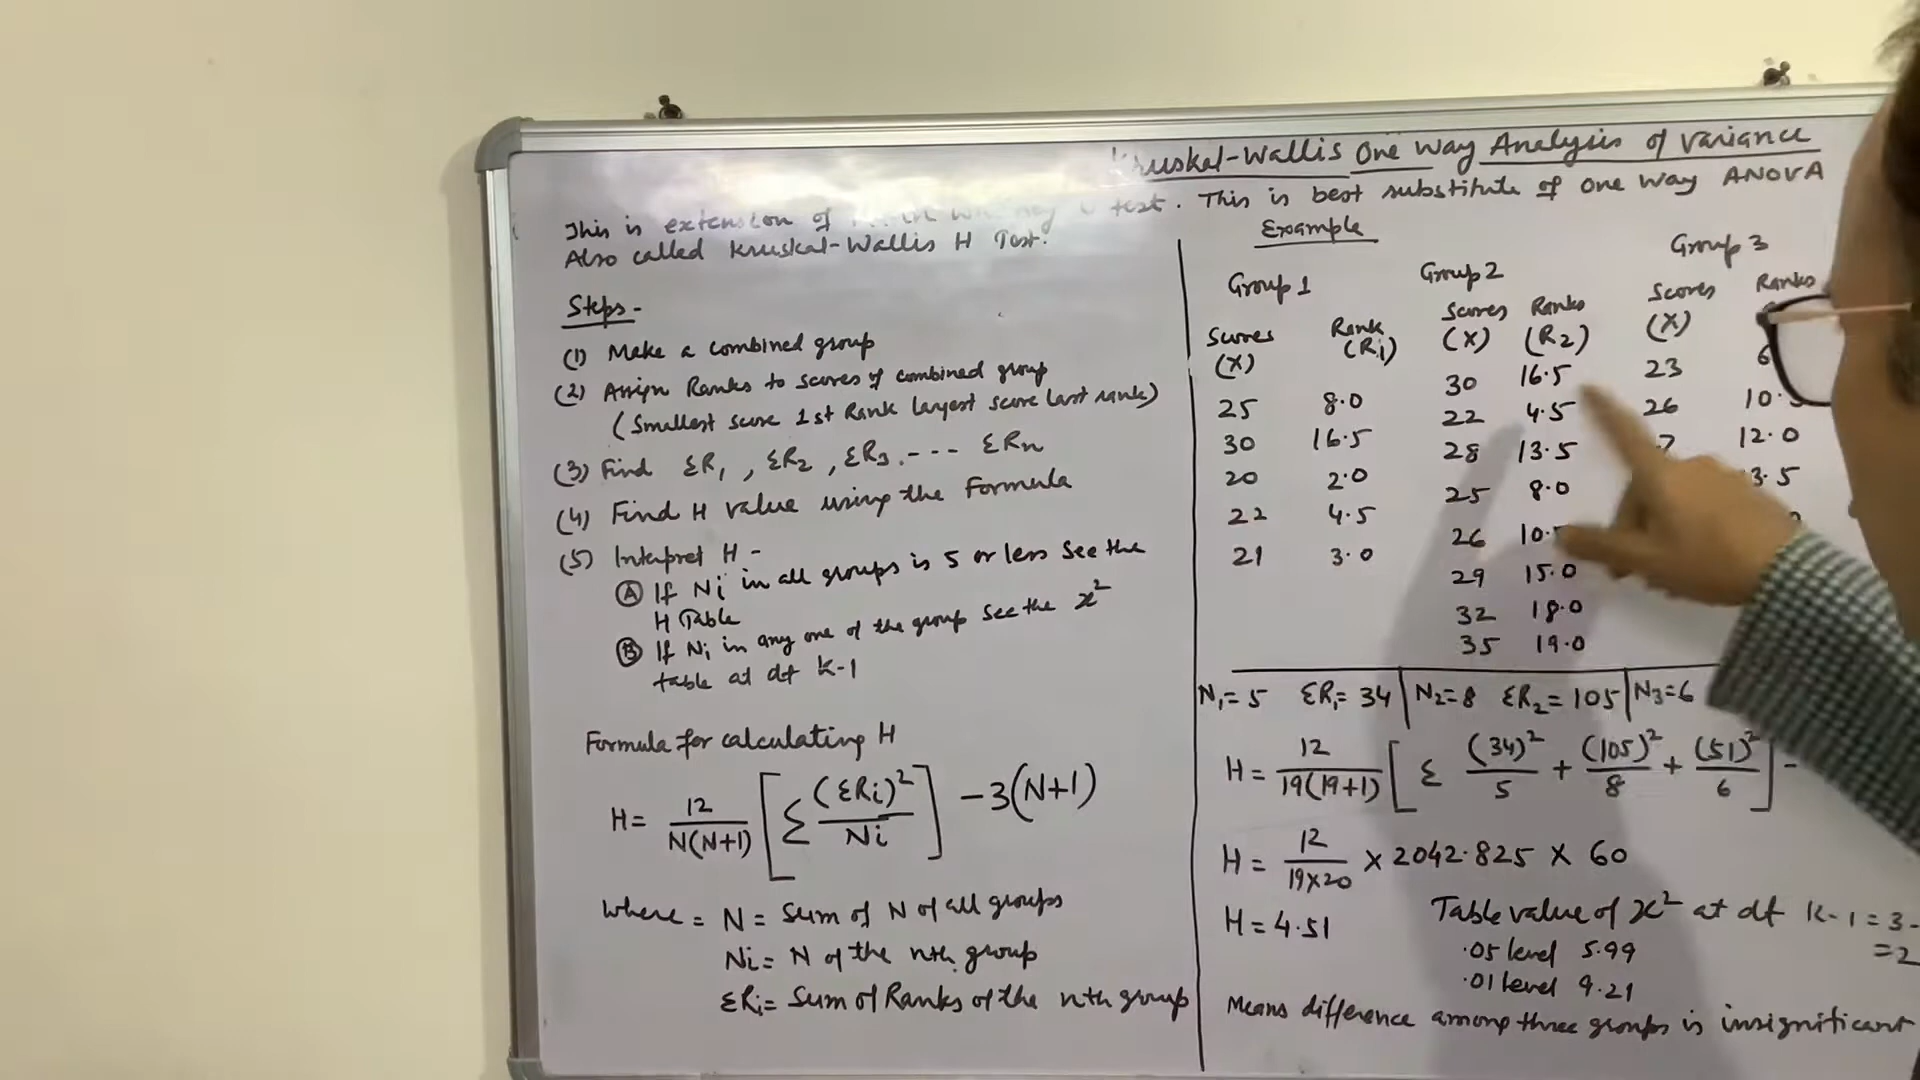 Kruskal-Wallis One Way Analysis of Variance
This is extension of test. This is best substitute of One Way ANOVA
Also called Kruskal-Wallis H Test.
Steps-
(1) Make a combined group
(2) Assign Ranks to scores of combined group
(Smallest score 1st Rank largest score last rank)
(3) Find ΣR1, ΣR2, ΣR3. --- ΣRn
(4) Find H value using the Formula
(5) Interpret H -
(A) If Ni in all groups is 5 or less See the
H Table
(B) If Ni in any one of the group see the x²
table at df k-1
Formula for calculating H
H= 12/N(N+1) [Σ (ΣRi)²/Ni] -3(N+1)
Where = N = Sum of N of all groups
Ni= N of the nth group
ΣRi= Sum of Ranks of the nth group
Example
Group 1 Group 2 Group 3
Scores (X) Rank (R1) Scores (X) Ranks (R2) Scores (X) Ranks
25 8.0 30 16.5 23 6
30 16.5 22 4.5 26 10.5
20 2.0 28 13.5 7 12.0
22 4.5 25 8.0 3.5
21 3.0 26 10.5
29 15.0
32 18.0
35 19.0
N1=5 ΣR1=34 N2=8 ΣR2=105 N3=6
H= 12/19(19+1) [Σ (34)²/5 + (105)²/8 + (51)²/6] -
H= 12/19x20 x 2042.825 x 60
H= 4.51 Table value of x² at df K-1=3-
=2
.05 level 5.99
.01 level 9.21
Means difference among three groups is insignificant